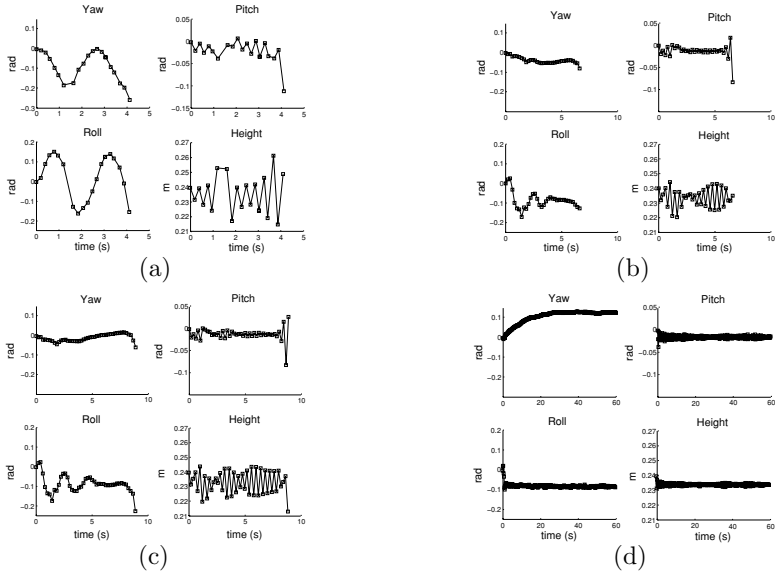 Yaw
rad
0.1
0
−0.1
−0.2
−0.3
0 1 2 3 4 5
Pitch
rad
0.05
0
−0.05
−0.1
−0.15
0 1 2 3 4 5
Roll
rad
0.2
0.1
0
−0.1
−0.2
0 1 2 3 4 5
time (s)
Height
m
0.27
0.26
0.25
0.24
0.23
0.22
0.21
0 1 2 3 4 5
time (s)
(a)
Yaw
rad
0.1
0
−0.1
−0.2
0 5 10
Pitch
rad
0.05
0
−0.05
−0.1
0 5 10
Roll
rad
0.2
0.1
0
−0.1
−0.2
0 5 10
time (s)
Height
m
0.27
0.26
0.25
0.24
0.23
0.22
0.21
0 5 10
time (s)
(b)
Yaw
rad
0.1
0
−0.1
−0.2
0 5 10
Pitch
rad
0.05
0
−0.05
−0.1
0 5 10
Roll
rad
0.2
0.1
0
−0.1
−0.2
0 5 10
time (s)
Height
m
0.27
0.26
0.25
0.24
0.23
0.22
0.21
0 5 10
time (s)
(c)
Yaw
rad
0.1
0
−0.1
−0.2
0 20 40 60
Pitch
rad
0.05
0
−0.05
−0.1
0 20 40 60
Roll
rad
0.2
0.1
0
−0.1
−0.2
0 20 40 60
time (s)
Height
m
0.27
0.26
0.25
0.24
0.23
0.22
0.21
0 20 40 60
time (s)
(d)